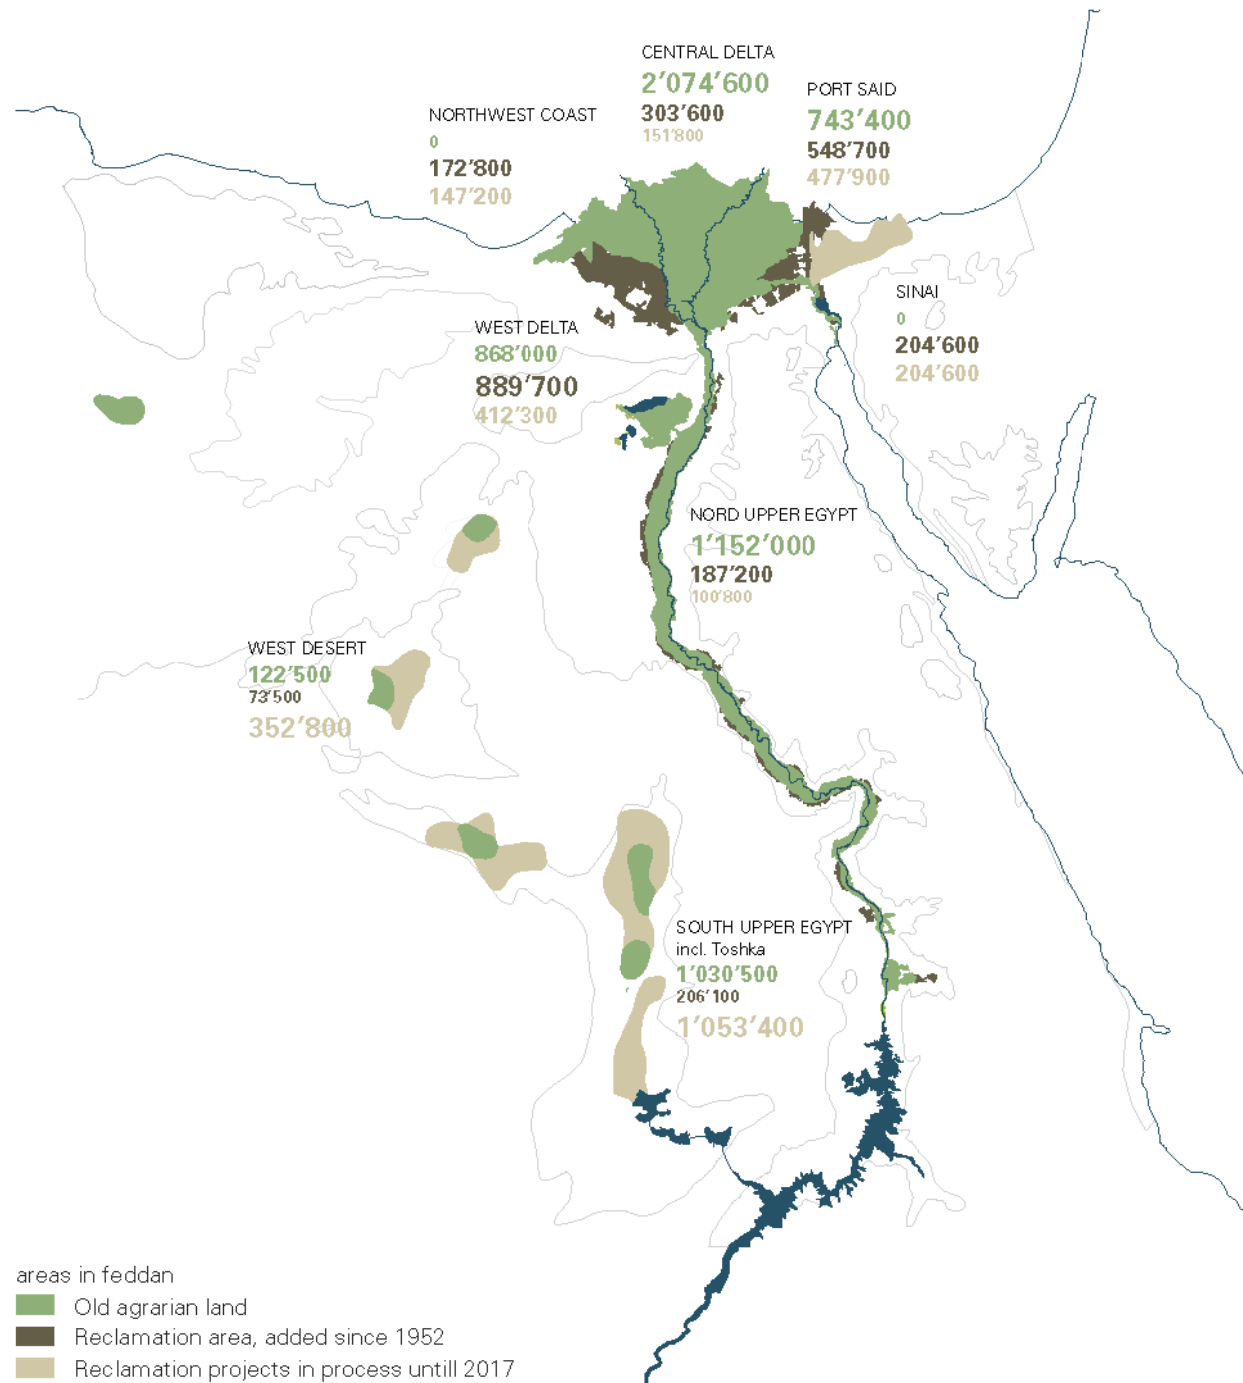 CENTRAL DELTA
2’074’600
303’600
151’800
PORT SAID
743’400
548’700
477’900
NORTHWEST COAST
0
172’800
147’200
SINAI
0
204’600
204’600
WEST DELTA
868’000
889’700
412’300
NORD UPPER EGYPT
1’152’000
187’200
100’800
WEST DESERT
122’500
73’500
352’800
SOUTH UPPER EGYPT
incl. Toshka
1’030’500
206’100
1’053’400
areas in feddan
Old agrarian land
Reclamation area, added since 1952
Reclamation projects in process untill 2017